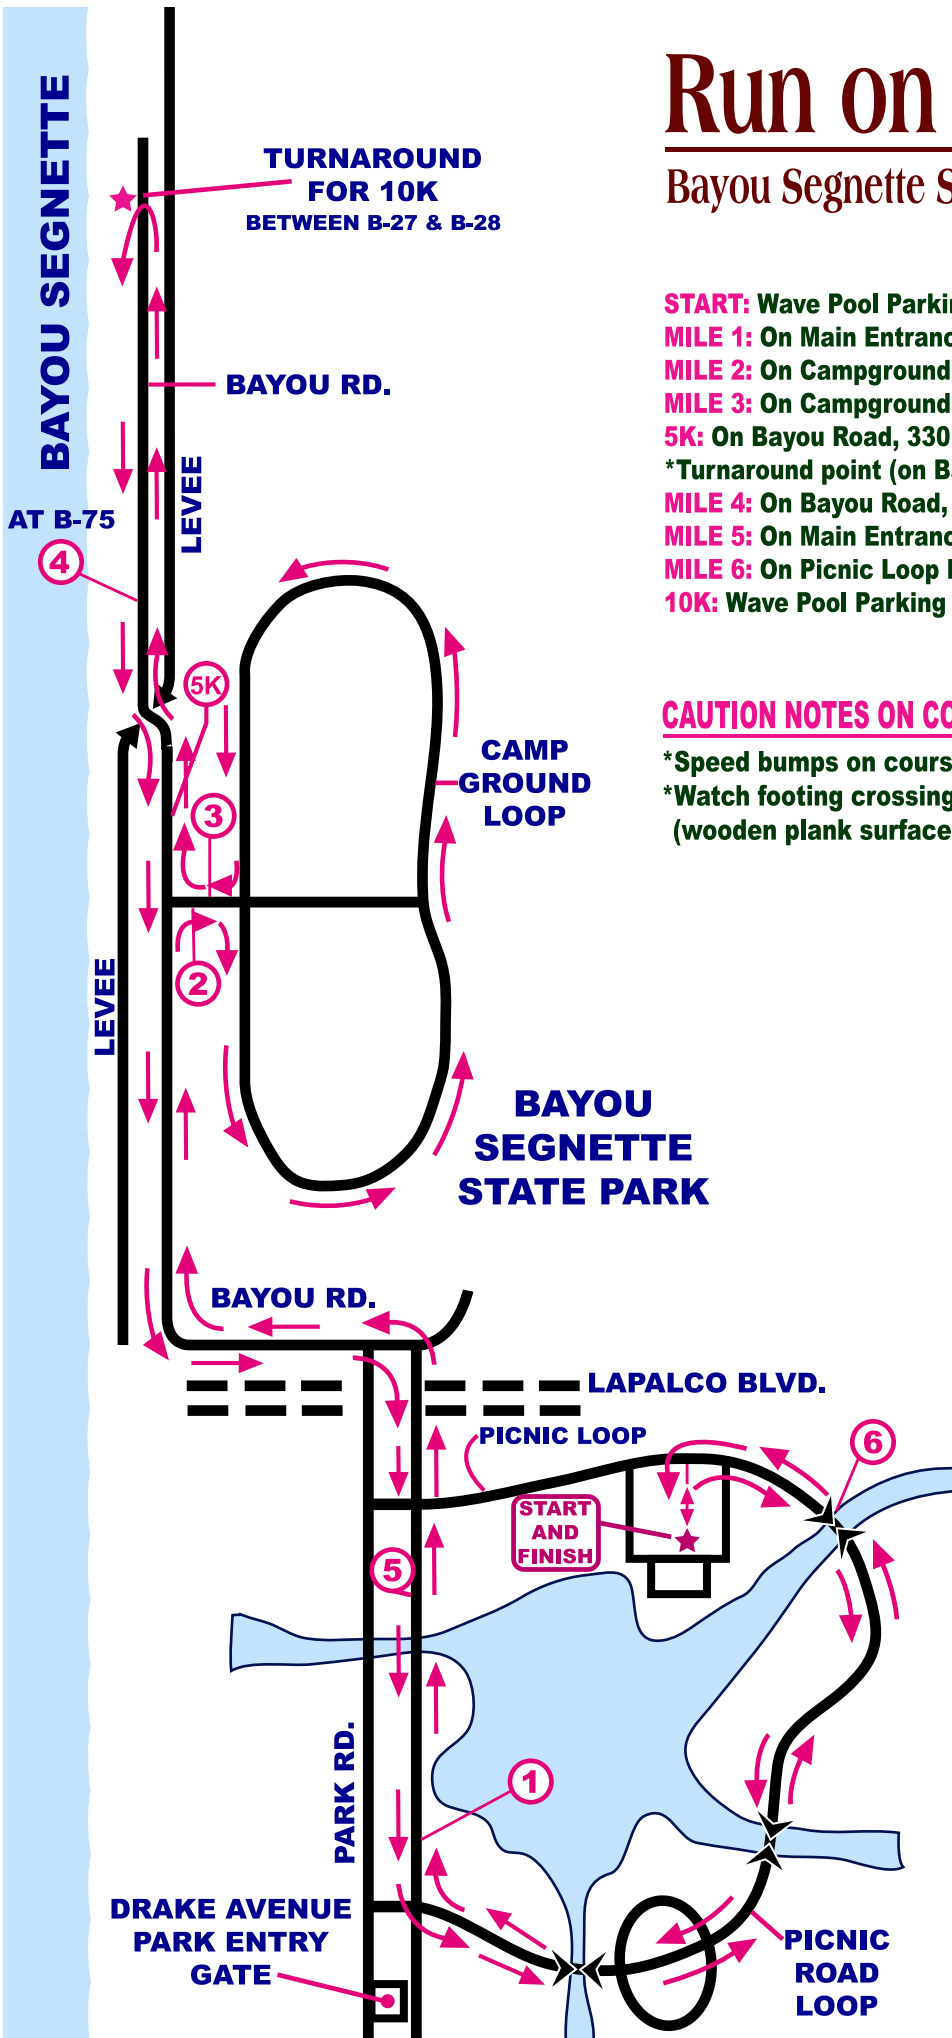 Run on
Bayou Segnette S
START: Wave Pool Parkin
MILE 1: On Main Entranc
MILE 2: On Campground
MILE 3: On Campground
5K: On Bayou Road, 330
*Turnaround point (on B
MILE 4: On Bayou Road,
MILE 5: On Main Entranc
MILE 6: On Picnic Loop
10K: Wave Pool Parking
CAUTION NOTES ON CO
*Speed bumps on cours
*Watch footing crossing
(wooden plank surface
BAYOU SEGNETTE
TURNAROUND
FOR 10K
BETWEEN B-27 & B-28
BAYOU RD.
LEVEE
AT B-75
4
5K
3
CAMP
GROUND
LOOP
2
LEVEE
BAYOU
SEGNETTE
STATE PARK
BAYOU RD.
LAPALCO BLVD.
PICNIC LOOP
6
START
AND
FINISH
5
PARK RD.
1
DRAKE AVENUE
PARK ENTRY
GATE
PICNIC
ROAD
LOOP